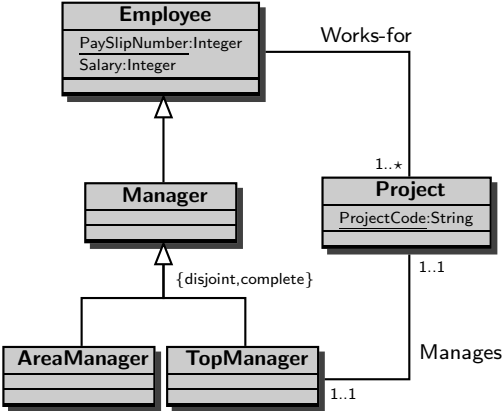 Employee
PaySlipNumber:Integer
Salary:Integer
Works-for
1..⋆
Manager
Project
ProjectCode:String
1..1
{disjoint,complete}
AreaManager
TopManager
Manages
1..1